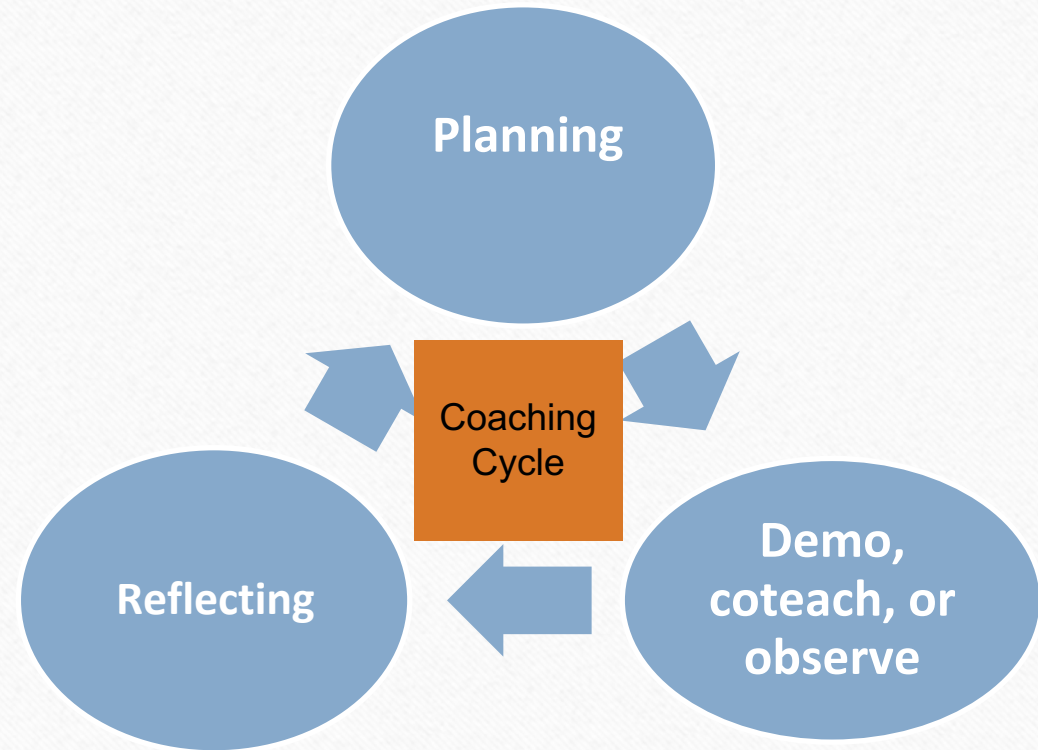 Planning
Coaching
Cycle
Demo,
coteach, or
observe
Reflecting